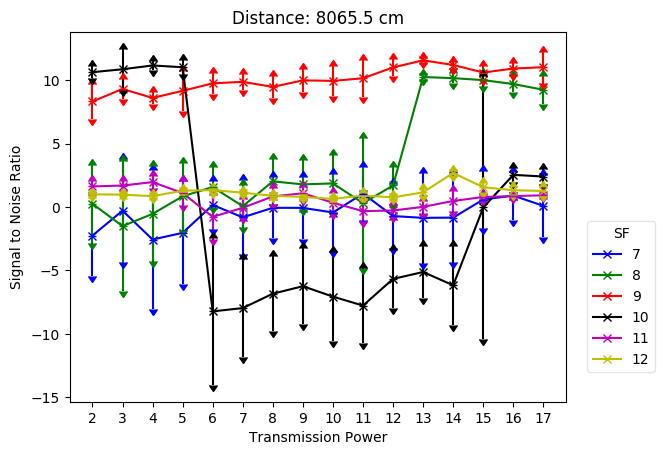 Distance: 8065.5 cm
Signal to Noise Ratio
10
5
0
−5
−10
−15
2 3 4 5 6 7 8 9 10 11 12 13 14 15 16 17
Transmission Power
SF
7
8
9
10
11
12